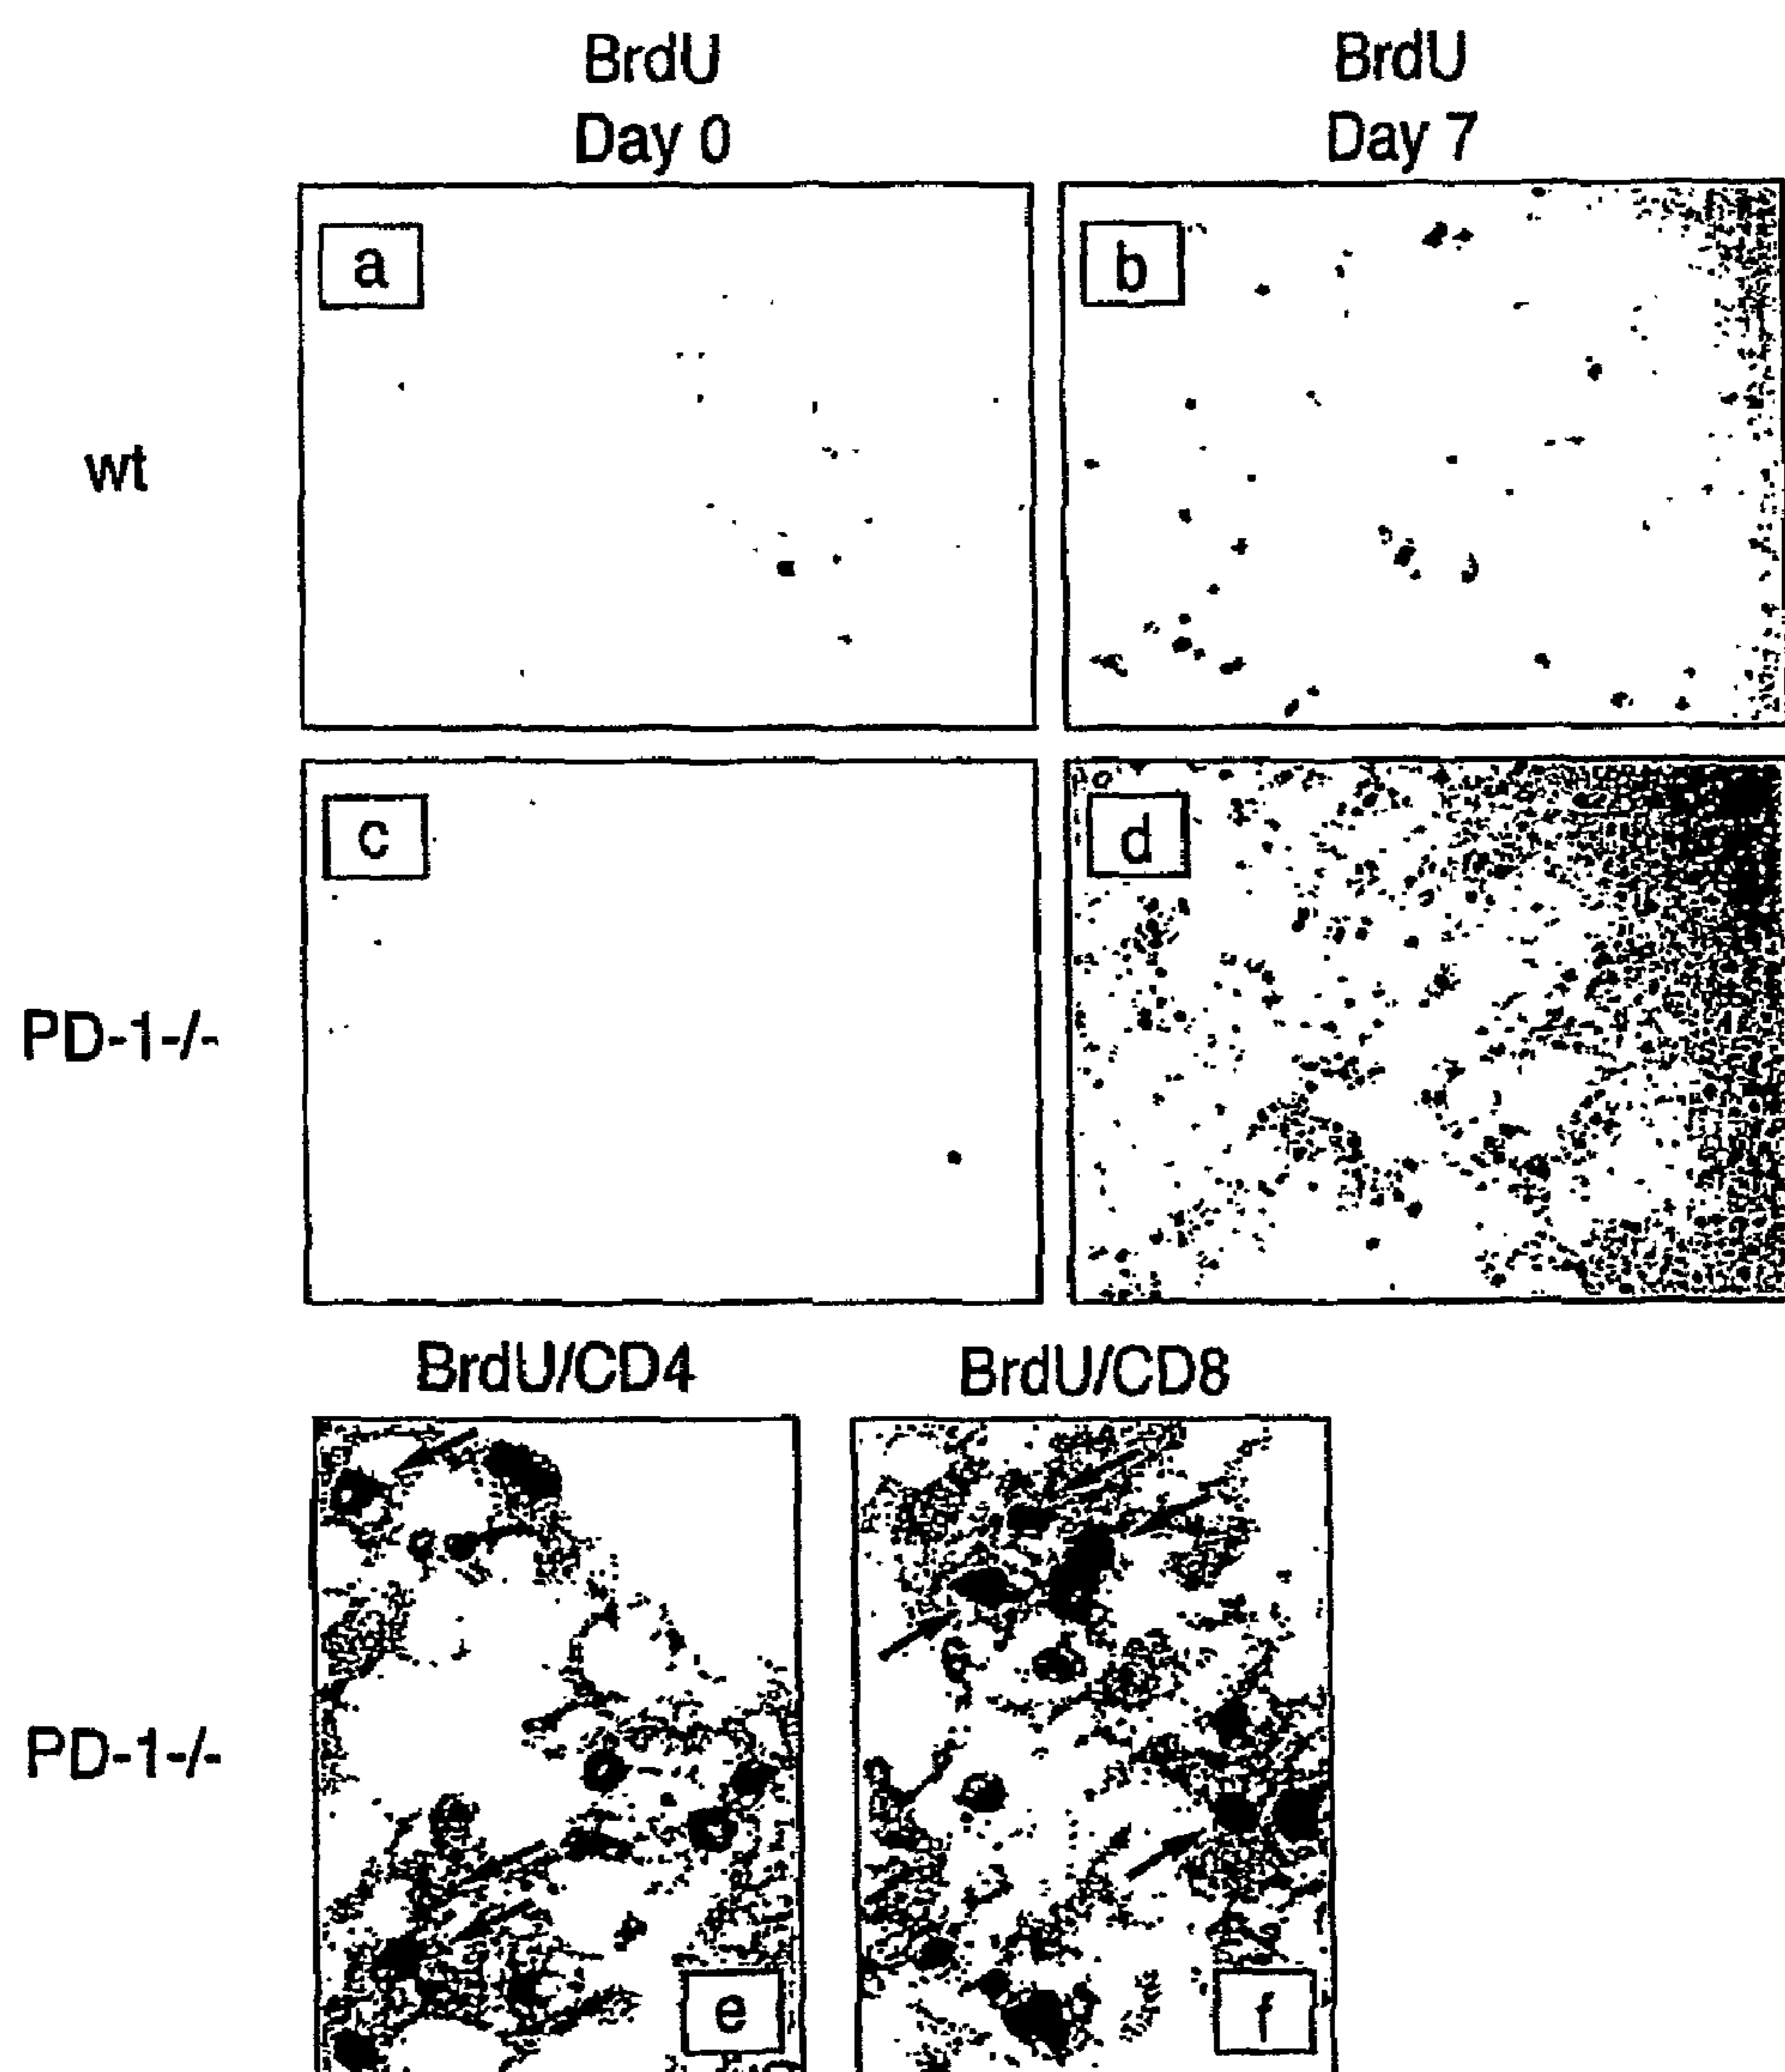 BrdU BrdU
Day 0 Day 7
a b
wt
c d
PD-1-/-
BrdU/CD4 BrdU/CD8
PD-1-/-
e f